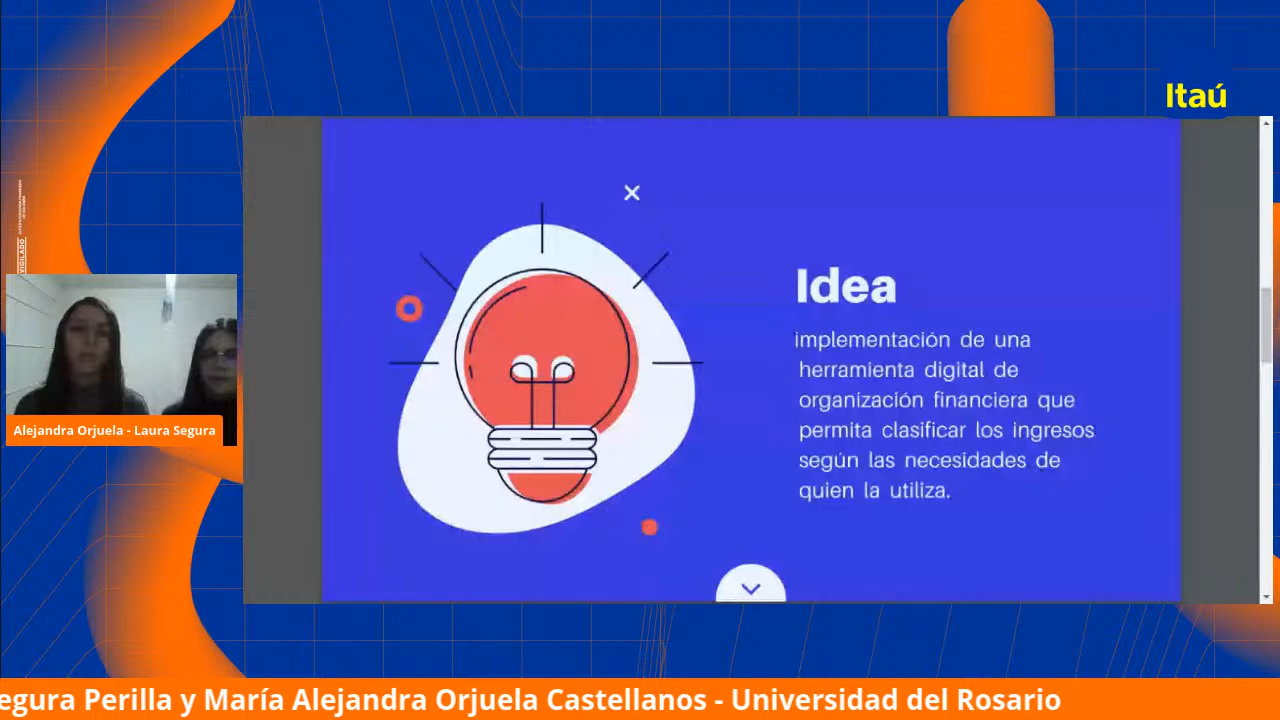 Itaú
VIGILADO
Idea
implementación de una
herramienta digital de
organización financiera que
permita clasificar los ingresos
según las necesidades de
quien la utiliza.
Alejandra Orjuela - Laura Segura
egura Perilla y María Alejandra Orjuela Castellanos - Universidad del Rosario